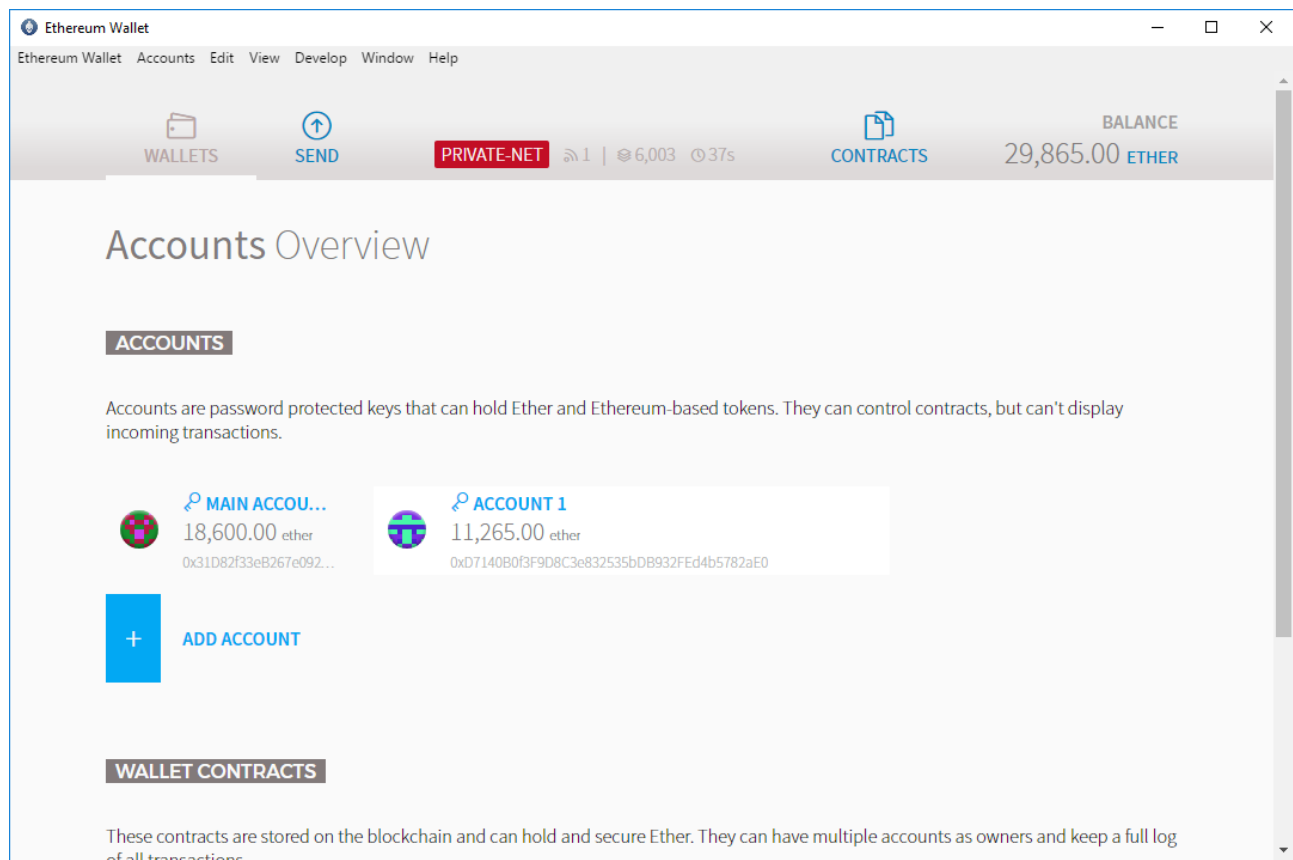 Ethereum Wallet
Ethereum Wallet Accounts Edit View Develop Window Help
WALLETS
SEND
PRIVATE-NET 1 | 6,003 37s
CONTRACTS
BALANCE
29,865.00 ETHER
Accounts Overview
ACCOUNTS
Accounts are password protected keys that can hold Ether and Ethereum-based tokens. They can control contracts, but can't display
incoming transactions.
MAIN ACCOU...
18,600.00 ether
0x31D82f33eB267e092...
ACCOUNT 1
11,265.00 ether
0xD7140B0f3F9D8C3e832535bDB932FEd4b5782aE0
+ ADD ACCOUNT
WALLET CONTRACTS
These contracts are stored on the blockchain and can hold and secure Ether. They can have multiple accounts as owners and keep a full log
of all transactions